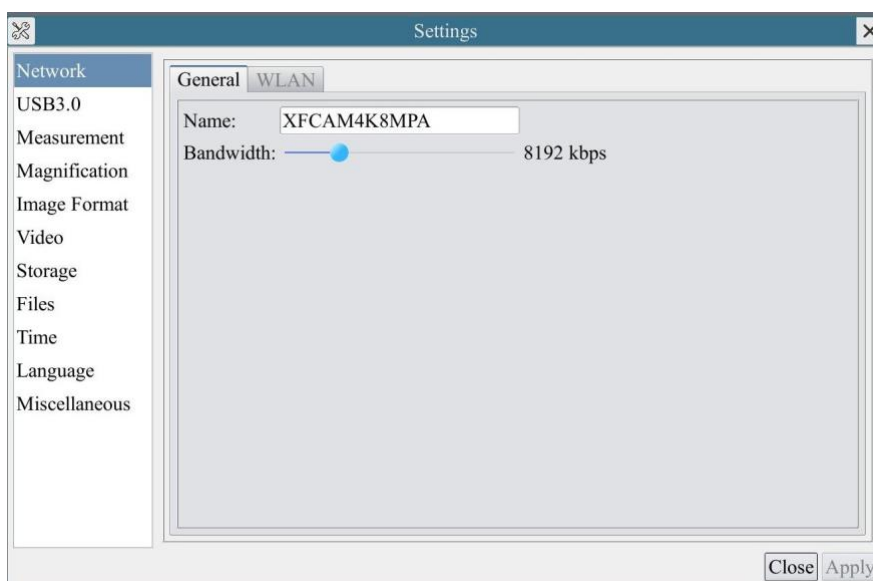 Settings
Network
USB3.0
Measurement
Magnification
Image Format
Video
Storage
Files
Time
Language
Miscellaneous
General WLAN
Name: XFCAM4K8MPA
Bandwidth: 8192 kbps
Close Apply